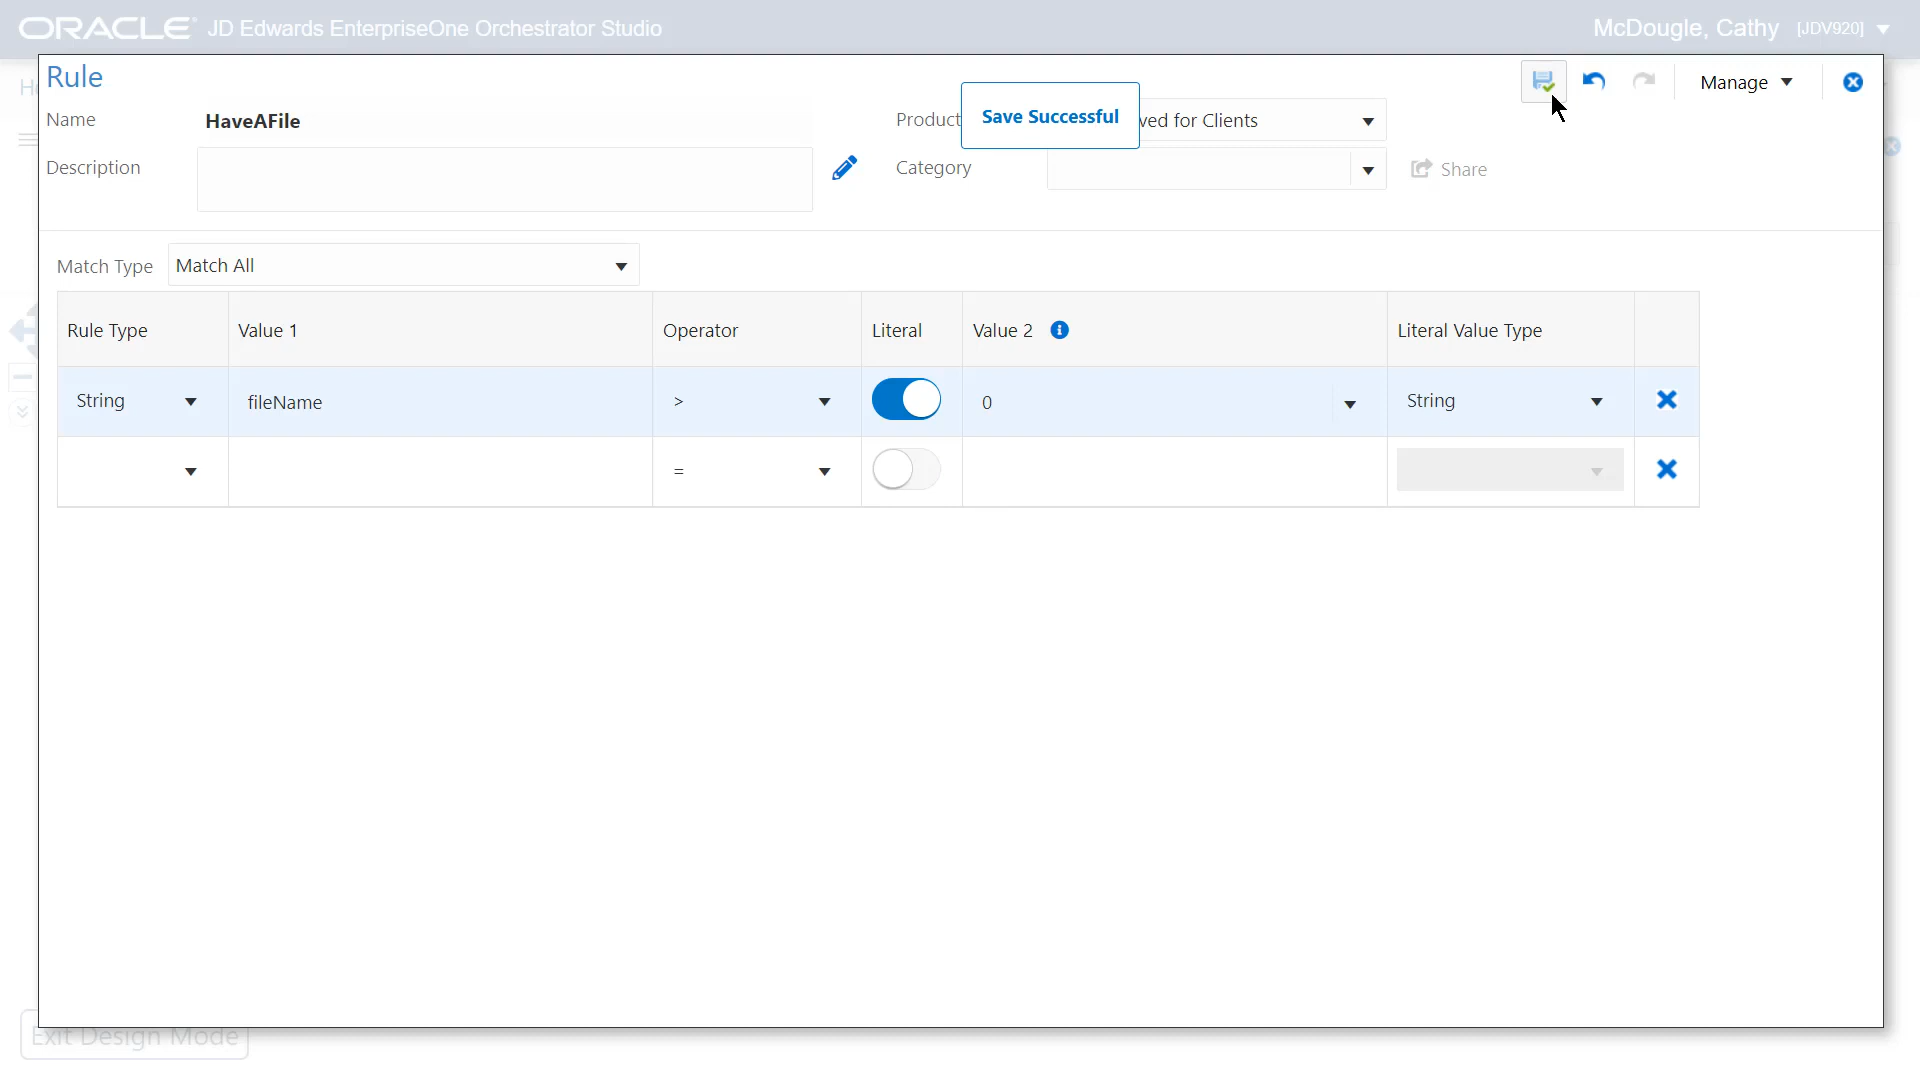 ORACLE JD Edwards EnterpriseOne Orchestrator Studio
McDougle, Cathy [JDV920]
Rule
Manage
Name HaveAFile
Product
Save Successful
ved for Clients
Description
Category
Share
Match Type Match All
Rule Type Value 1 Operator Literal Value 2 Literal Value Type
String fileName > 0 String
=
Exit Design Mode